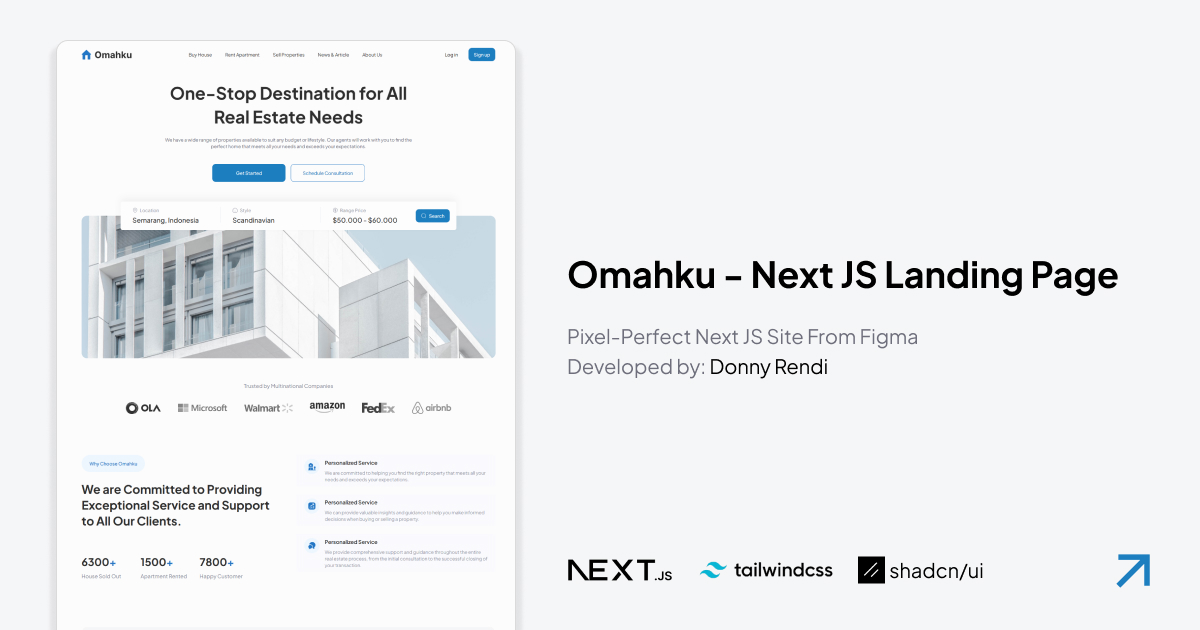 Omahku
Buy House
Rent Apartment
Sell Properties
News & Article
About Us
Log in
Sign up
One-Stop Destination for All
Real Estate Needs
We have a wide range of properties available to suit any budget or lifestyle. Our agents will work with you to find the
perfect home that meets all your needs and exceeds your expectations.
Get Started
Schedule Consultation
Location
Semarang, Indonesia
Style
Scandinavian
Range Price
$50.000 - $60.000
Search
Trusted by Multinational Companies
OLA
Microsoft
Walmart
amazon
FedEx
airbnb
Why Choose Omahku
We are Committed to Providing
Exceptional Service and Support
to All Our Clients.
6300+
House Sold Out
1500+
Apartment Rented
7800+
Happy Customer
Personalized Service
We are committed to helping you find the right property that meets all your
needs and exceeds your expectations.
Personalized Service
We can provide valuable insights and guidance to help you make informed
decisions when buying or selling a property.
Personalized Service
We provide comprehensive support and guidance throughout the entire
real estate process, from the initial consultation to the successful closing of
your transaction.
Omahku - Next JS Landing Page
Pixel-Perfect Next JS Site From Figma
Developed by: Donny Rendi
NEXT.JS
tailwindcss
shadcn/ui